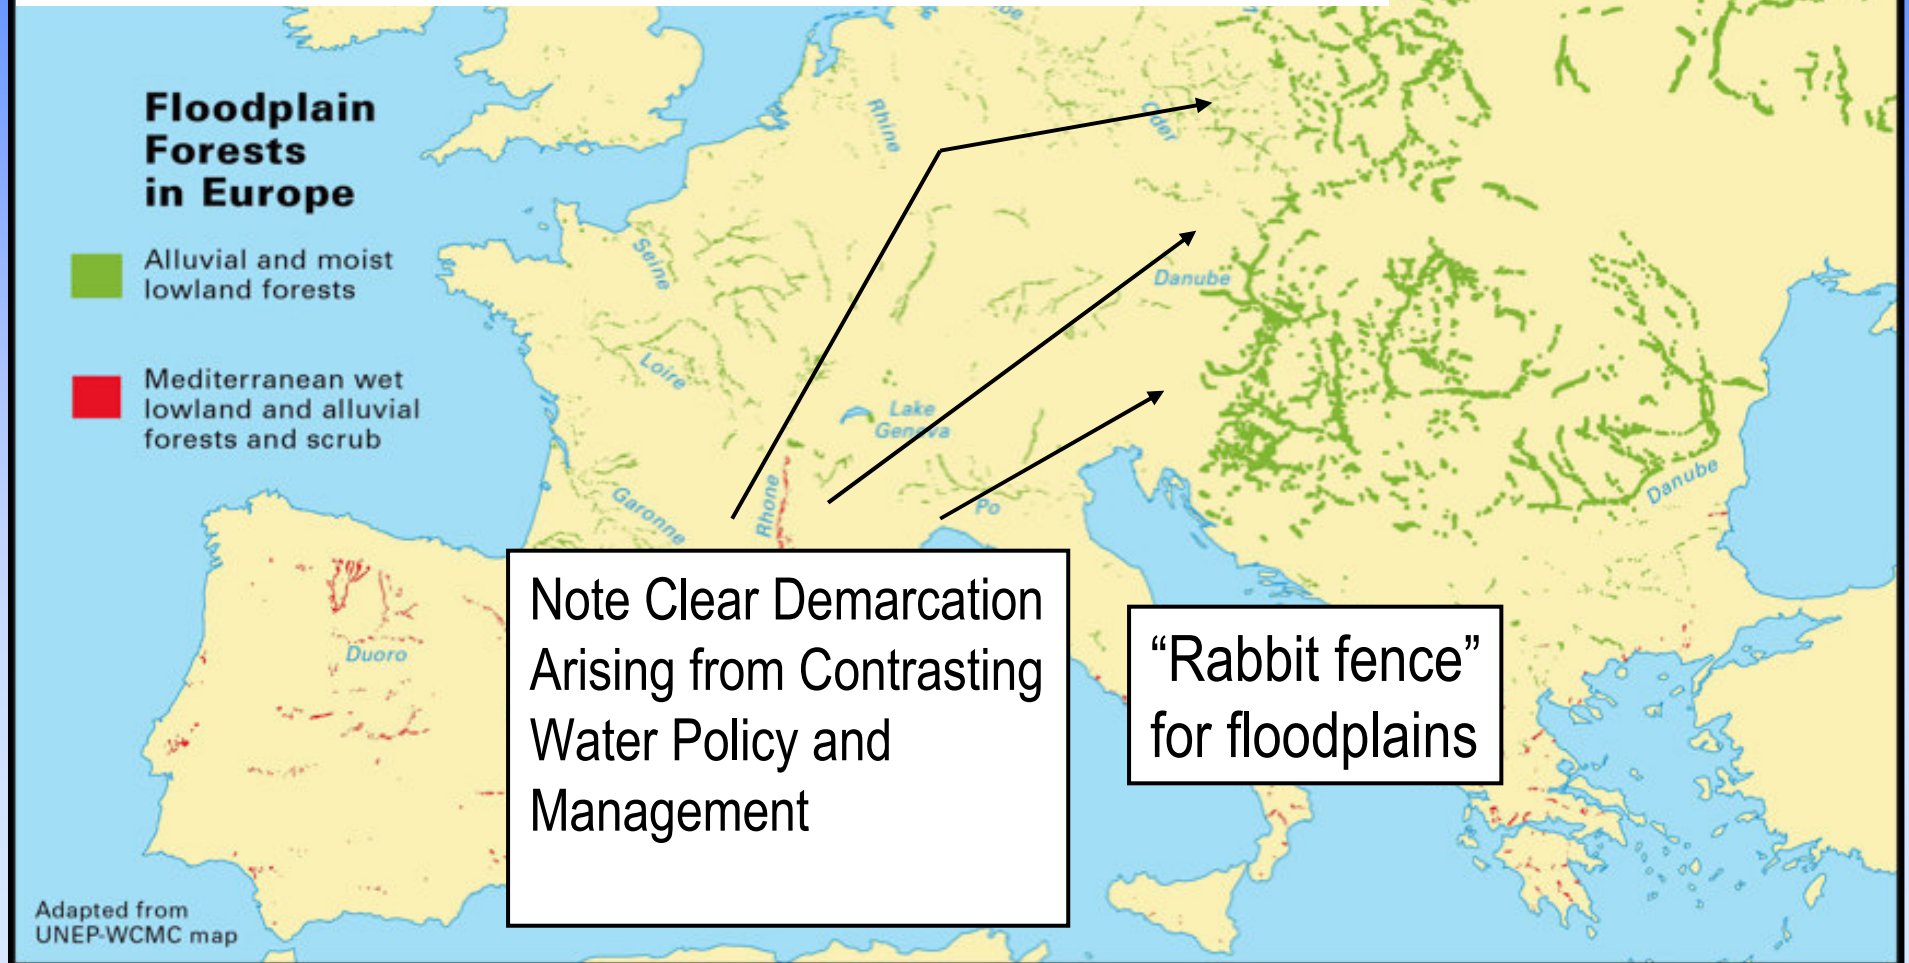 Floodplain
Forests
in Europe
Alluvial and moist
lowland forests
Mediterranean wet
lowland and alluvial
forests and scrub
Adapted from
UNEP-WCMC map
Rhine
Oder
Seine
Danube
Loire
Lake
Geneva
Garonne
Rhone
Po
Danube
Duoro
Note Clear Demarcation
Arising from Contrasting
Water Policy and
Management
“Rabbit fence”
for floodplains